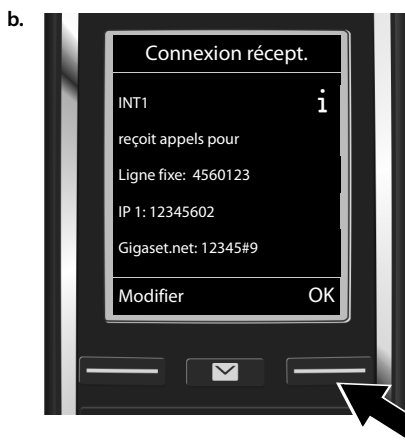 b.
Connexion récept.
INT1 i
reçoit appels pour
Ligne fixe: 4560123
IP 1: 12345602
Gigaset.net: 12345#9
Modifier OK